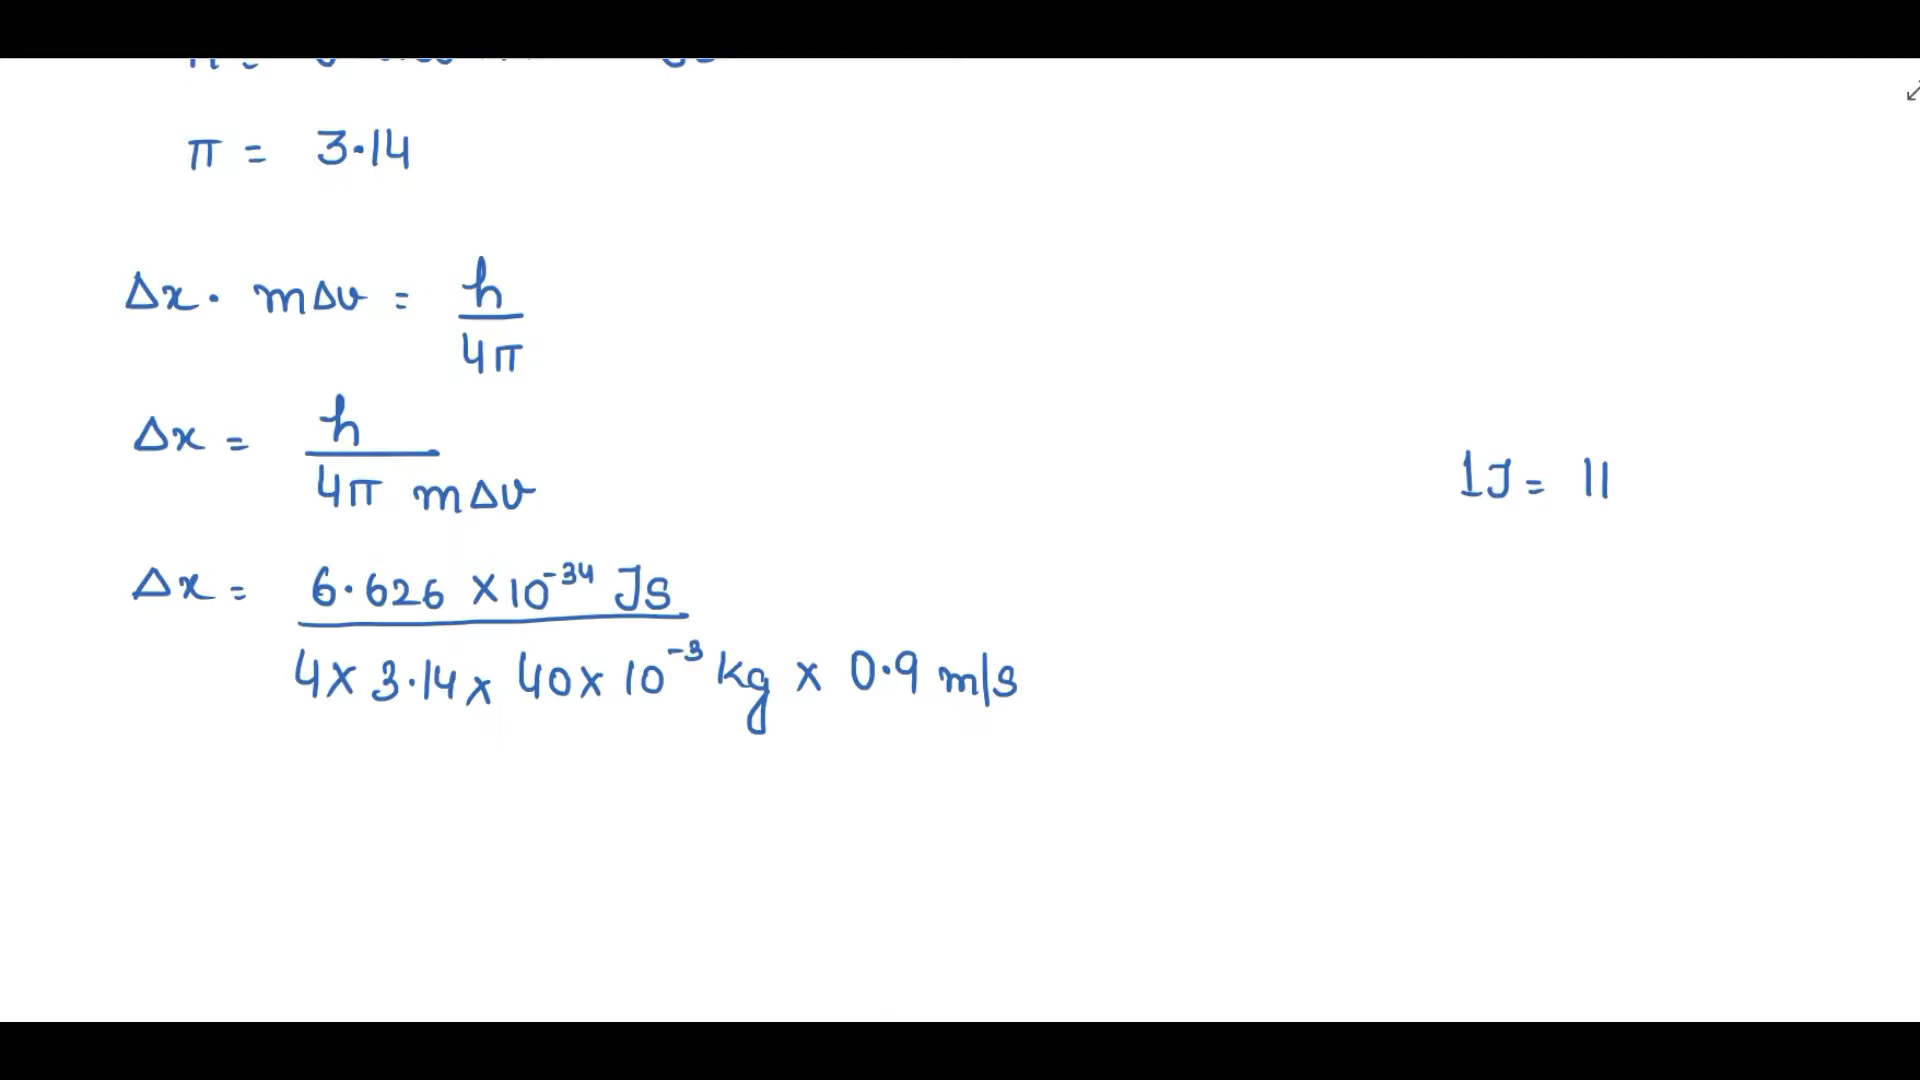 π = 3.14
Δx. mΔv = h/4π
Δx = h/4π mΔv
1J = 11
Δx = 6.626 ×10⁻³⁴ JS
4× 3.14× 40× 10⁻³ kg × 0.9 m/s